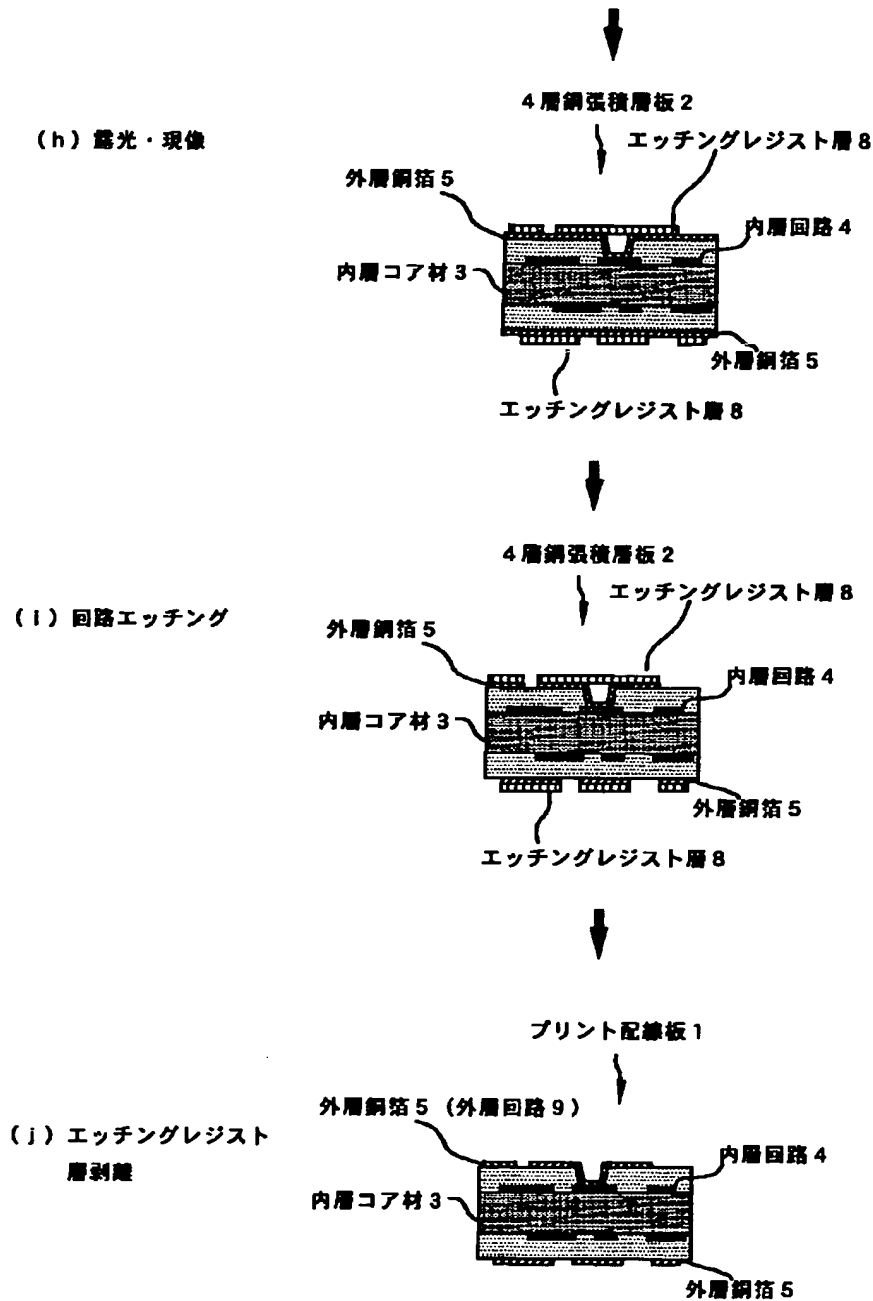 4層銅張積層板2
(h)露光・現像
エッチングレジスト層8
外層銅箔5
内層回路4
内層コア材3
外層銅箔5
エッチングレジスト層8
4層銅張積層板2
エッチングレジスト層8
(i)回路エッチング
外層銅箔5
内層回路4
内層コア材3
外層銅箔5
エッチングレジスト層8
プリント配線板1
外層銅箔5(外層回路9)
(j)エッチングレジスト
層剥離
内層回路4
内層コア材3
外層銅箔5